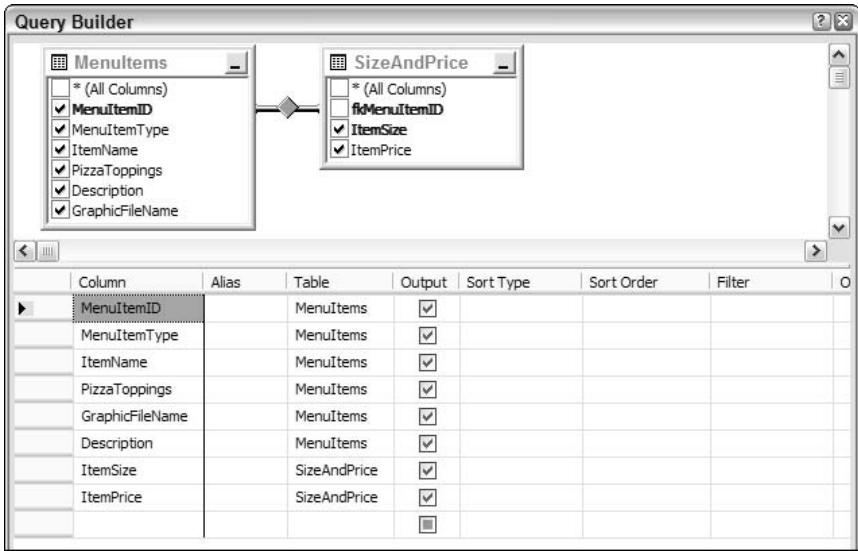 Query Builder
MenuItems
* (All Columns)
MenuItemID
MenuItemType
ItemName
PizzaToppings
Description
GraphicFileName
SizeAndPrice
* (All Columns)
fkMenuItemID
ItemSize
ItemPrice
Column Alias Table Output Sort Type Sort Order Filter O
MenuItemID MenuItems
MenuItemType MenuItems
ItemName MenuItems
PizzaToppings MenuItems
GraphicFileName MenuItems
Description MenuItems
ItemSize SizeAndPrice
ItemPrice SizeAndPrice